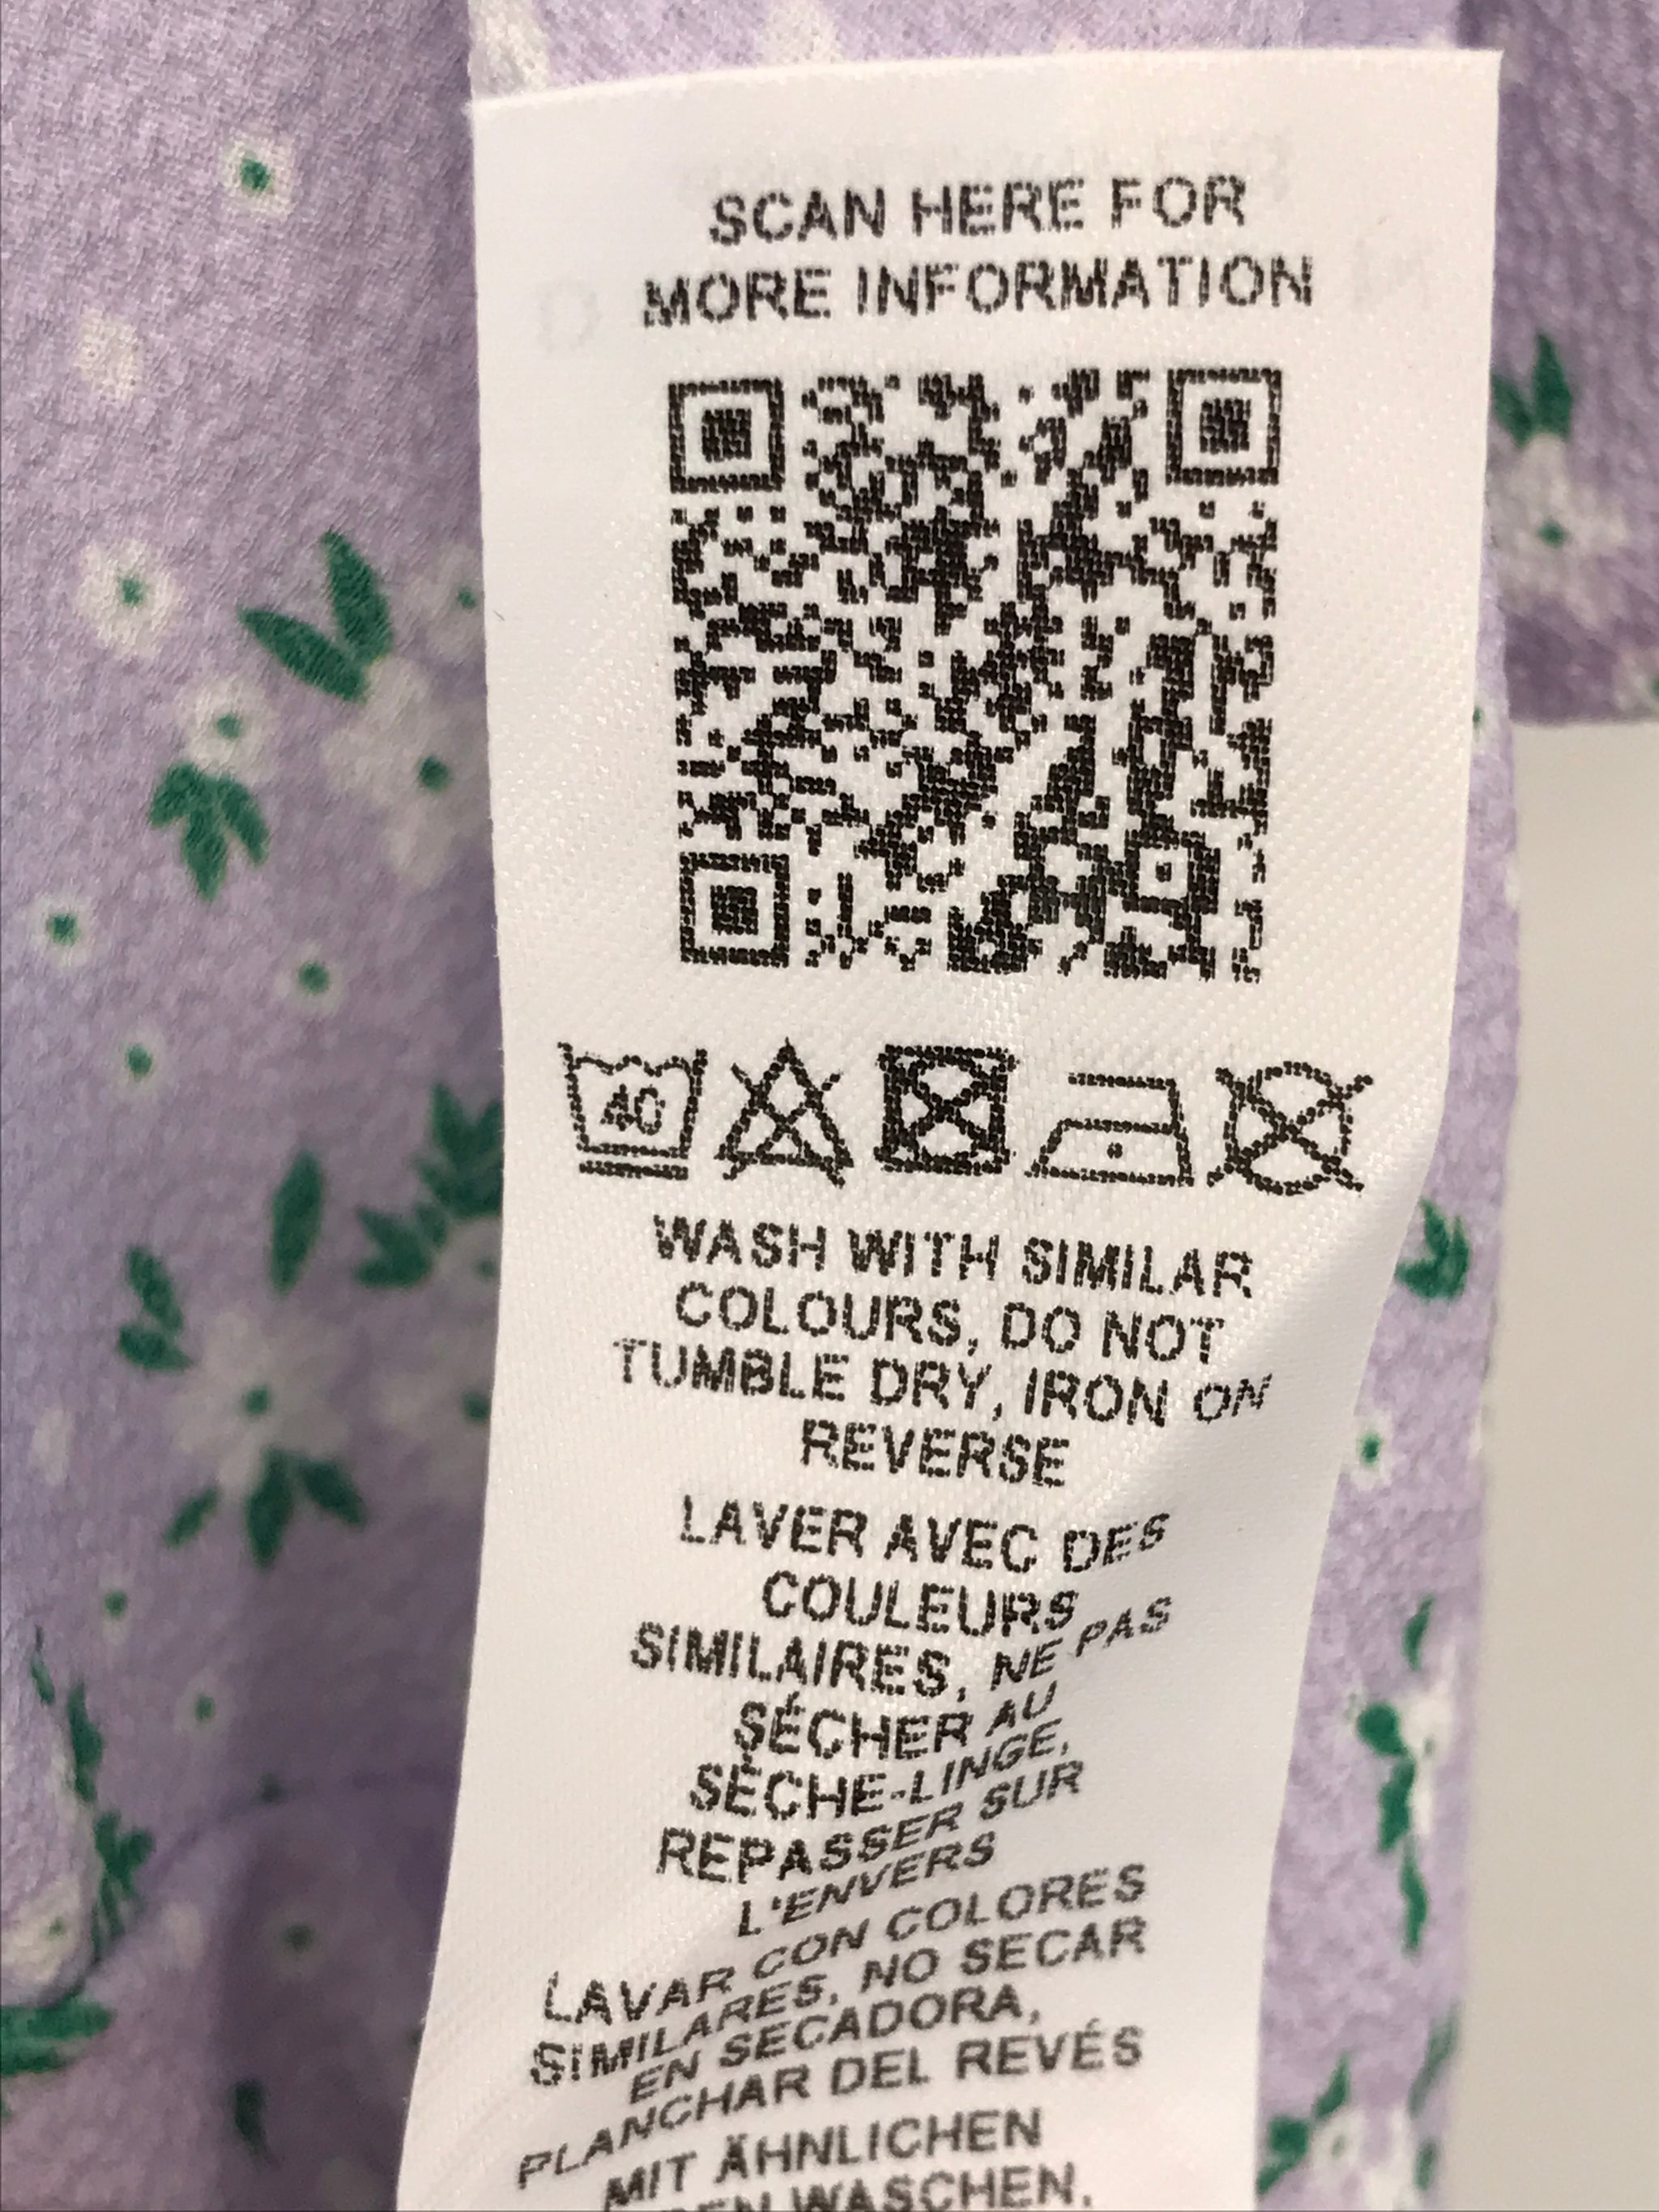 SCAN HERE FOR
MORE INFORMATION
40
WASH WITH SIMILAR
COLOURS, DO NOT
TUMBLE DRY, IRON ON
REVERSE
LAVER AVEC DES
COULEURS
SIMILAIRES, NE PAS
SÉCHER AU
SÈCHE-LINGE,
REPASSER SUR
L'ENVERS
LAVAR CON COLORES
SIMILARES, NO SECAR
EN SECADORA,
PLANCHAR DEL REVÉS
MIT ÄHNLICHEN
WASCHEN,